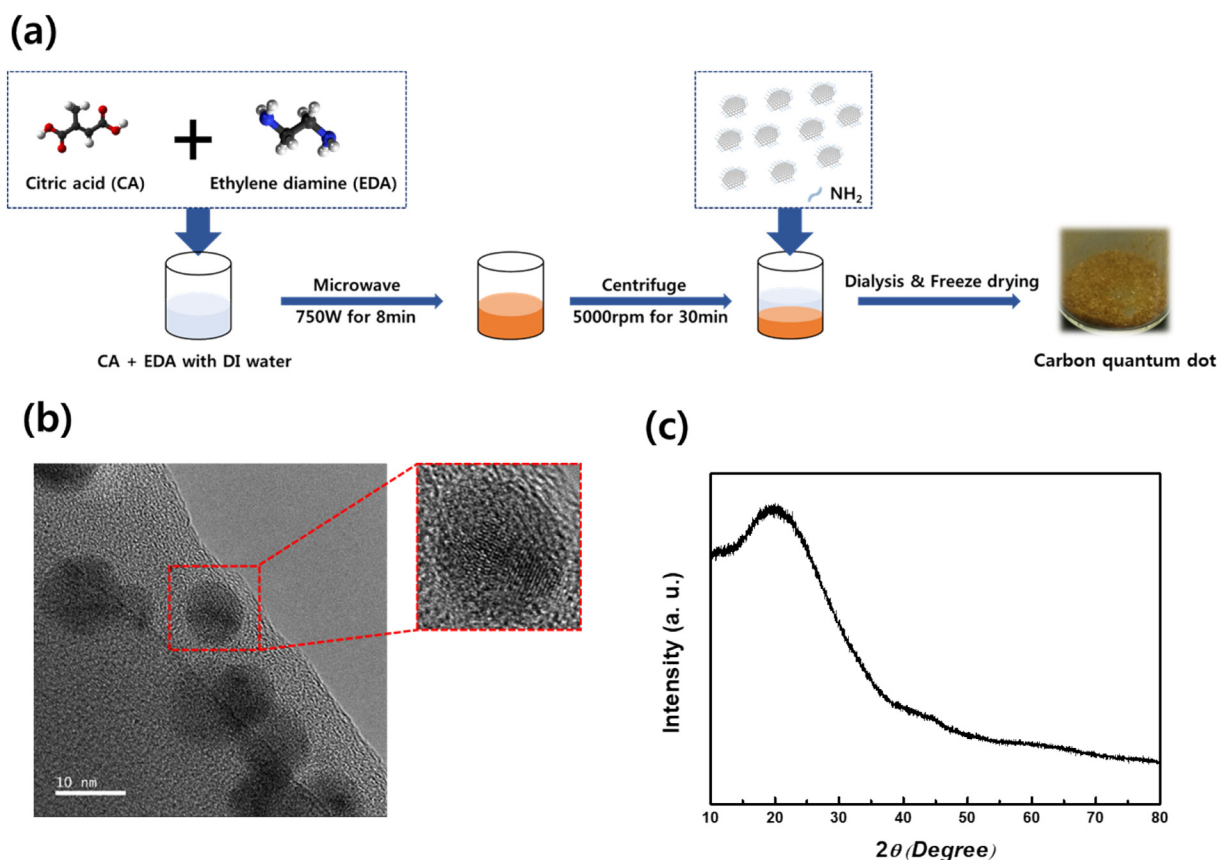 (a)
Citric acid (CA)
+
Ethylene diamine (EDA)
NH2
Microwave
750W for 8min
Centrifuge
5000rpm for 30min
Dialysis & Freeze drying
CA + EDA with DI water
Carbon quantum dot
(b)
10 nm
(c)
Intensity (a. u.)
10 20 30 40 50 60 70 80
2θ (Degree)